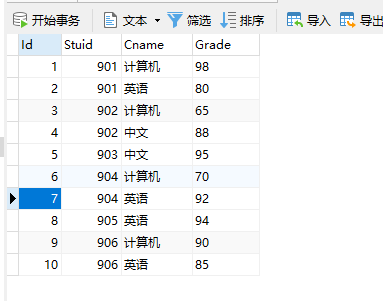 开始事务 文本 筛选 排序 导入 导出
Id Stuid Cname Grade
1 901 计算机 98
2 901 英语 80
3 902 计算机 65
4 902 中文 88
5 903 中文 95
6 904 计算机 70
7 904 英语 92
8 905 英语 94
9 906 计算机 90
10 906 英语 85